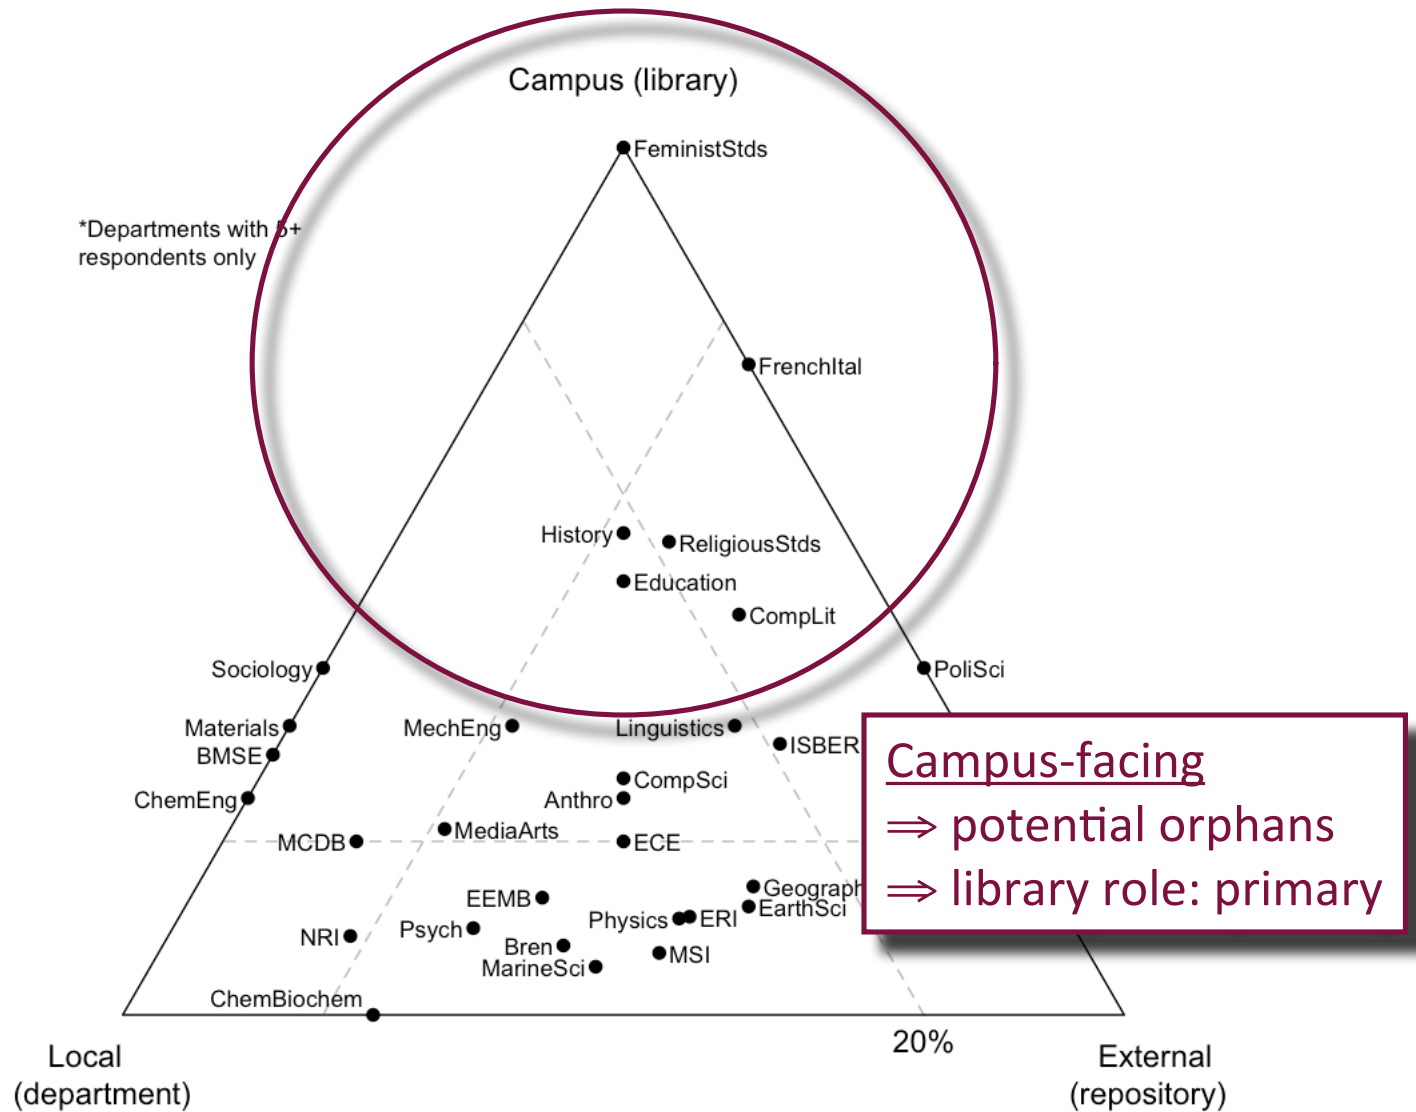 Campus (library)
FeministStds
*Departments with 5+
respondents only
FrenchItal
History
ReligiousStds
Education
CompLit
Sociology
PoliSci
Materials
MechEng
Linguistics
BMSE
ISBER
ChemEng
CompSci
Anthro
MediaArts
MCDB
ECE
Campus-facing
⇒ potential orphans
⇒ library role: primary
Geograph
EEMB
EarthSci
Physics
ERI
Psych
NRI
Bren
MSI
MarineSci
ChemBiochem
20%
Local
(department)
External
(repository)